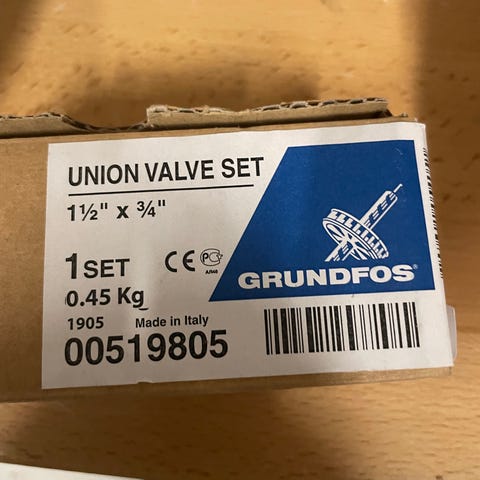 UNION VALVE SET
1½" x ¾"
1 SET
0.45 Kg
1905 Made in Italy
00519805
GRUNDFOS®